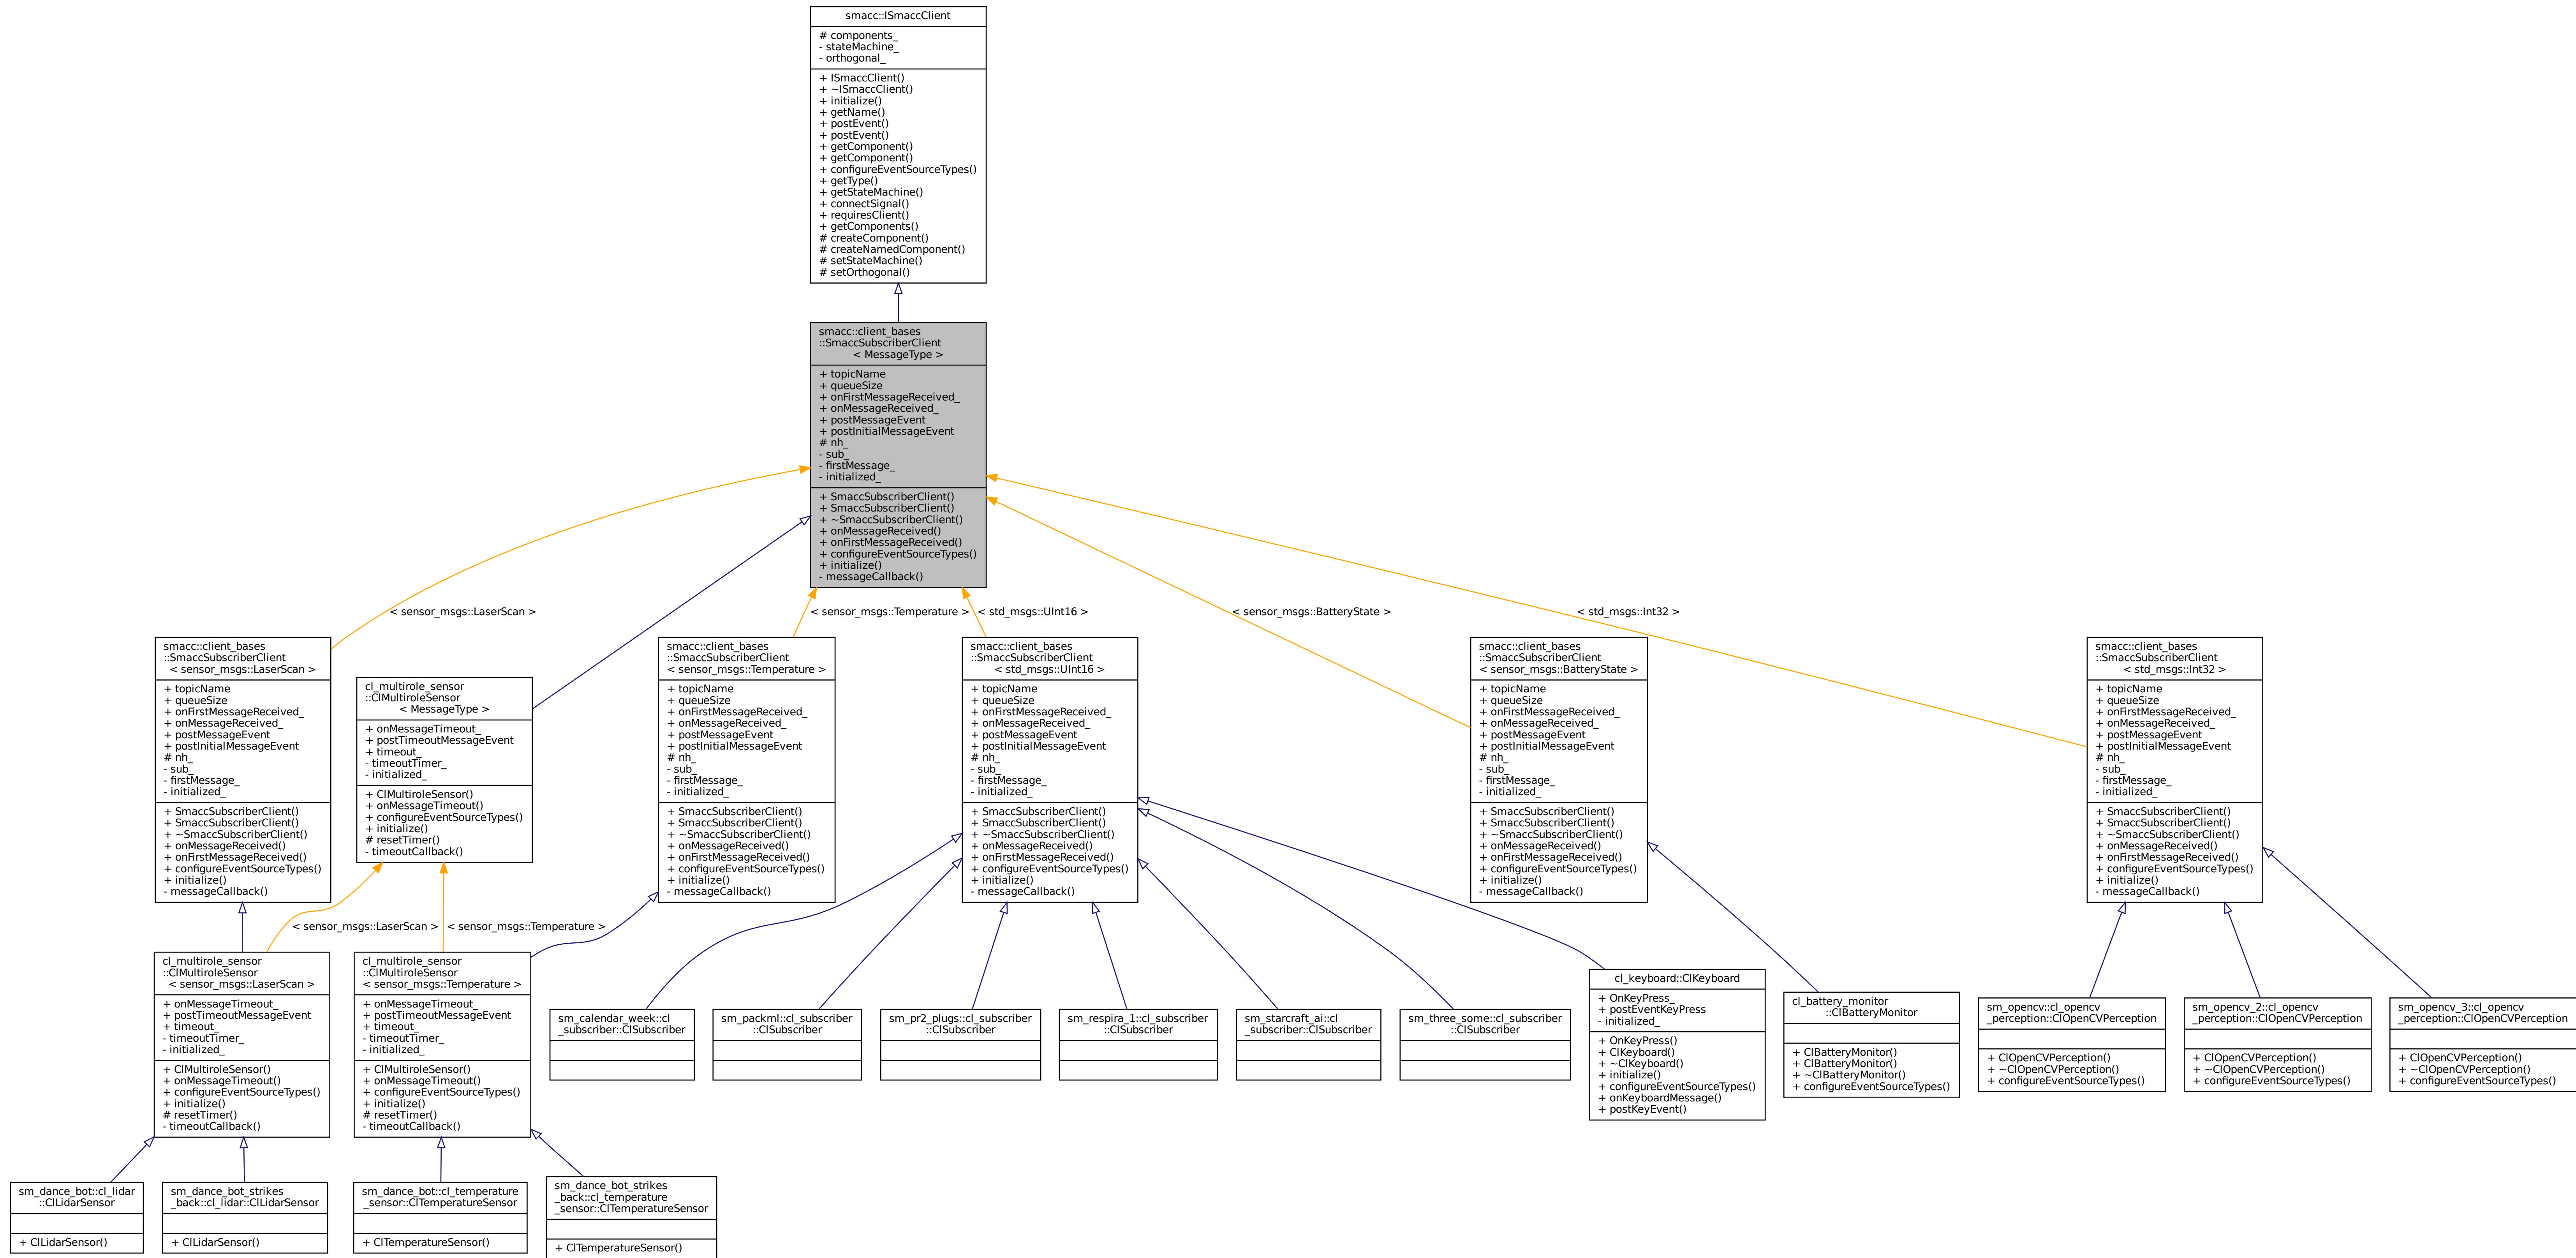 smacc::ISmaccClient
# components_
- stateMachine_
- orthogonal_
+ ISmaccClient()
+ ~ISmaccClient()
+ initialize()
+ getName()
+ postEvent()
+ postEvent()
+ getComponent()
+ getComponent()
+ configureEventSourceTypes()
+ getType()
+ getStateMachine()
+ connectSignal()
+ requiresClient()
+ getComponents()
# createComponent()
# createNamedComponent()
# setStateMachine()
# setOrthogonal()
smacc::client_bases
::SmaccSubscriberClient
< MessageType >
+ topicName
+ queueSize
+ onFirstMessageReceived_
+ onMessageReceived_
+ postMessageEvent
+ postInitialMessageEvent
# nh_
- sub_
- firstMessage_
- initialized_
+ SmaccSubscriberClient()
+ SmaccSubscriberClient()
+ ~SmaccSubscriberClient()
+ onMessageReceived()
+ onFirstMessageReceived()
+ configureEventSourceTypes()
+ initialize()
- messageCallback()
< sensor_msgs::LaserScan >
< sensor_msgs::Temperature >
< std_msgs::UInt16 >
< sensor_msgs::BatteryState >
< std_msgs::Int32 >
smacc::client_bases
::SmaccSubscriberClient
< sensor_msgs::LaserScan >
+ topicName
+ queueSize
+ onFirstMessageReceived_
+ onMessageReceived_
+ postMessageEvent
+ postInitialMessageEvent
# nh_
- sub_
- firstMessage_
- initialized_
+ SmaccSubscriberClient()
+ SmaccSubscriberClient()
+ ~SmaccSubscriberClient()
+ onMessageReceived()
+ onFirstMessageReceived()
+ configureEventSourceTypes()
+ initialize()
- messageCallback()
cl_multirole_sensor
::ClMultiroleSensor
< MessageType >
+ onMessageTimeout_
+ postTimeoutMessageEvent
+ timeout_
- timeoutTimer_
- initialized_
+ ClMultiroleSensor()
+ onMessageTimeout()
+ configureEventSourceTypes()
+ initialize()
# resetTimer()
- timeoutCallback()
smacc::client_bases
::SmaccSubscriberClient
< sensor_msgs::Temperature >
+ topicName
+ queueSize
+ onFirstMessageReceived_
+ onMessageReceived_
+ postMessageEvent
+ postInitialMessageEvent
# nh_
- sub_
- firstMessage_
- initialized_
+ SmaccSubscriberClient()
+ SmaccSubscriberClient()
+ ~SmaccSubscriberClient()
+ onMessageReceived()
+ onFirstMessageReceived()
+ configureEventSourceTypes()
+ initialize()
- messageCallback()
smacc::client_bases
::SmaccSubscriberClient
< std_msgs::UInt16 >
+ topicName
+ queueSize
+ onFirstMessageReceived_
+ onMessageReceived_
+ postMessageEvent
+ postInitialMessageEvent
# nh_
- sub_
- firstMessage_
- initialized_
+ SmaccSubscriberClient()
+ SmaccSubscriberClient()
+ ~SmaccSubscriberClient()
+ onMessageReceived()
+ onFirstMessageReceived()
+ configureEventSourceTypes()
+ initialize()
- messageCallback()
smacc::client_bases
::SmaccSubscriberClient
< sensor_msgs::BatteryState >
+ topicName
+ queueSize
+ onFirstMessageReceived_
+ onMessageReceived_
+ postMessageEvent
+ postInitialMessageEvent
# nh_
- sub_
- firstMessage_
- initialized_
+ SmaccSubscriberClient()
+ SmaccSubscriberClient()
+ ~SmaccSubscriberClient()
+ onMessageReceived()
+ onFirstMessageReceived()
+ configureEventSourceTypes()
+ initialize()
- messageCallback()
smacc::client_bases
::SmaccSubscriberClient
< std_msgs::Int32 >
+ topicName
+ queueSize
+ onFirstMessageReceived_
+ onMessageReceived_
+ postMessageEvent
+ postInitialMessageEvent
# nh_
- sub_
- firstMessage_
- initialized_
+ SmaccSubscriberClient()
+ SmaccSubscriberClient()
+ ~SmaccSubscriberClient()
+ onMessageReceived()
+ onFirstMessageReceived()
+ configureEventSourceTypes()
+ initialize()
- messageCallback()
< sensor_msgs::LaserScan >
< sensor_msgs::Temperature >
cl_multirole_sensor
::ClMultiroleSensor
< sensor_msgs::LaserScan >
+ onMessageTimeout_
+ postTimeoutMessageEvent
+ timeout_
- timeoutTimer_
- initialized_
+ ClMultiroleSensor()
+ onMessageTimeout()
+ configureEventSourceTypes()
+ initialize()
# resetTimer()
- timeoutCallback()
cl_multirole_sensor
::ClMultiroleSensor
< sensor_msgs::Temperature >
+ onMessageTimeout_
+ postTimeoutMessageEvent
+ timeout_
- timeoutTimer_
- initialized_
+ ClMultiroleSensor()
+ onMessageTimeout()
+ configureEventSourceTypes()
+ initialize()
# resetTimer()
- timeoutCallback()
sm_calendar_week::cl
_subscriber::ClSubscriber
sm_packml::cl_subscriber
::ClSubscriber
sm_pr2_plugs::cl_subscriber
::ClSubscriber
sm_respira_1::cl_subscriber
::ClSubscriber
sm_starcraft_ai::cl
_subscriber::ClSubscriber
sm_three_some::cl_subscriber
::ClSubscriber
cl_keyboard::ClKeyboard
+ OnKeyPress_
+ postEventKeyPress
- initialized_
+ OnKeyPress()
+ ClKeyboard()
+ ~ClKeyboard()
+ initialize()
+ configureEventSourceTypes()
+ onKeyboardMessage()
+ postKeyEvent()
cl_battery_monitor
::ClBatteryMonitor
+ ClBatteryMonitor()
+ ClBatteryMonitor()
+ ~ClBatteryMonitor()
+ configureEventSourceTypes()
sm_opencv::cl_opencv
_perception::ClOpenCVPerception
+ ClOpenCVPerception()
+ ~ClOpenCVPerception()
+ configureEventSourceTypes()
sm_opencv_2::cl_opencv
_perception::ClOpenCVPerception
+ ClOpenCVPerception()
+ ~ClOpenCVPerception()
+ configureEventSourceTypes()
sm_opencv_3::cl_opencv
_perception::ClOpenCVPerception
+ ClOpenCVPerception()
+ ~ClOpenCVPerception()
+ configureEventSourceTypes()
sm_dance_bot::cl_lidar
::ClLidarSensor
+ ClLidarSensor()
sm_dance_bot_strikes
_back::cl_lidar::ClLidarSensor
+ ClLidarSensor()
sm_dance_bot::cl_temperature
_sensor::ClTemperatureSensor
+ ClTemperatureSensor()
sm_dance_bot_strikes
_back::cl_temperature
_sensor::ClTemperatureSensor
+ ClTemperatureSensor()